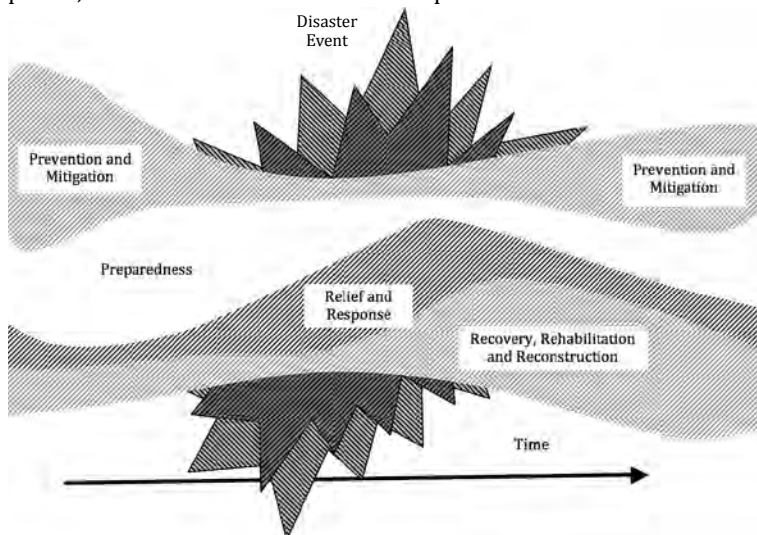 Disaster
Event
Prevention and
Mitigation
Prevention and
Mitigation
Preparedness
Relief and
Response
Recovery, Rehabilitation
and Reconstruction
Time